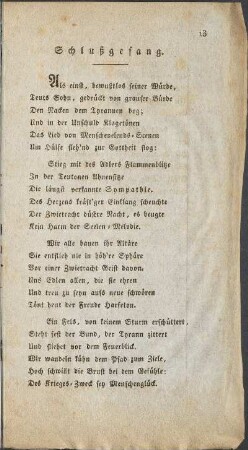 13
Schlußgesang.
Als einst, bewußtlos seiner Würde,
Teuts Sohn, gedrückt von grauser Bürde
Den Nacken dem Tyrannen bog;
Und in der Unschuld Klagetönen
Das Lied von Menschenelends-Scenen
Um Hülfe fleh'nd zur Gottheit flog:
Stieg mit des Adlers Flammenblitze
In der Teutonen Ahnensitze
Die längst verkannte Sympathie.
Des Herzens kräft'ger Einklang scheuchte
Der Zwietracht düstre Nacht, es beugte
Kein Harm der Seelen-Melodie.
Wir alle bauen ihr Altäre
Sie entfloh nie in höh're Sphäre
Vor einer Zwietracht Geist davon.
Uns Edlen allen, die sie ehren
Und treu zu seyn aufs neue schwören
Tönt heut der Freude Harfenton.
Ein Fels, von keinem Sturm erschüttert,
Steht fest der Bund, der Tyrann zittert
Und fliehet vor dem Feuerblick.
Wir wandeln kühn dem Pfad zum Ziele,
Hoch schwillt die Brust bei dem Gefühle:
Des Krieges-Zweck sey Menschenglück.